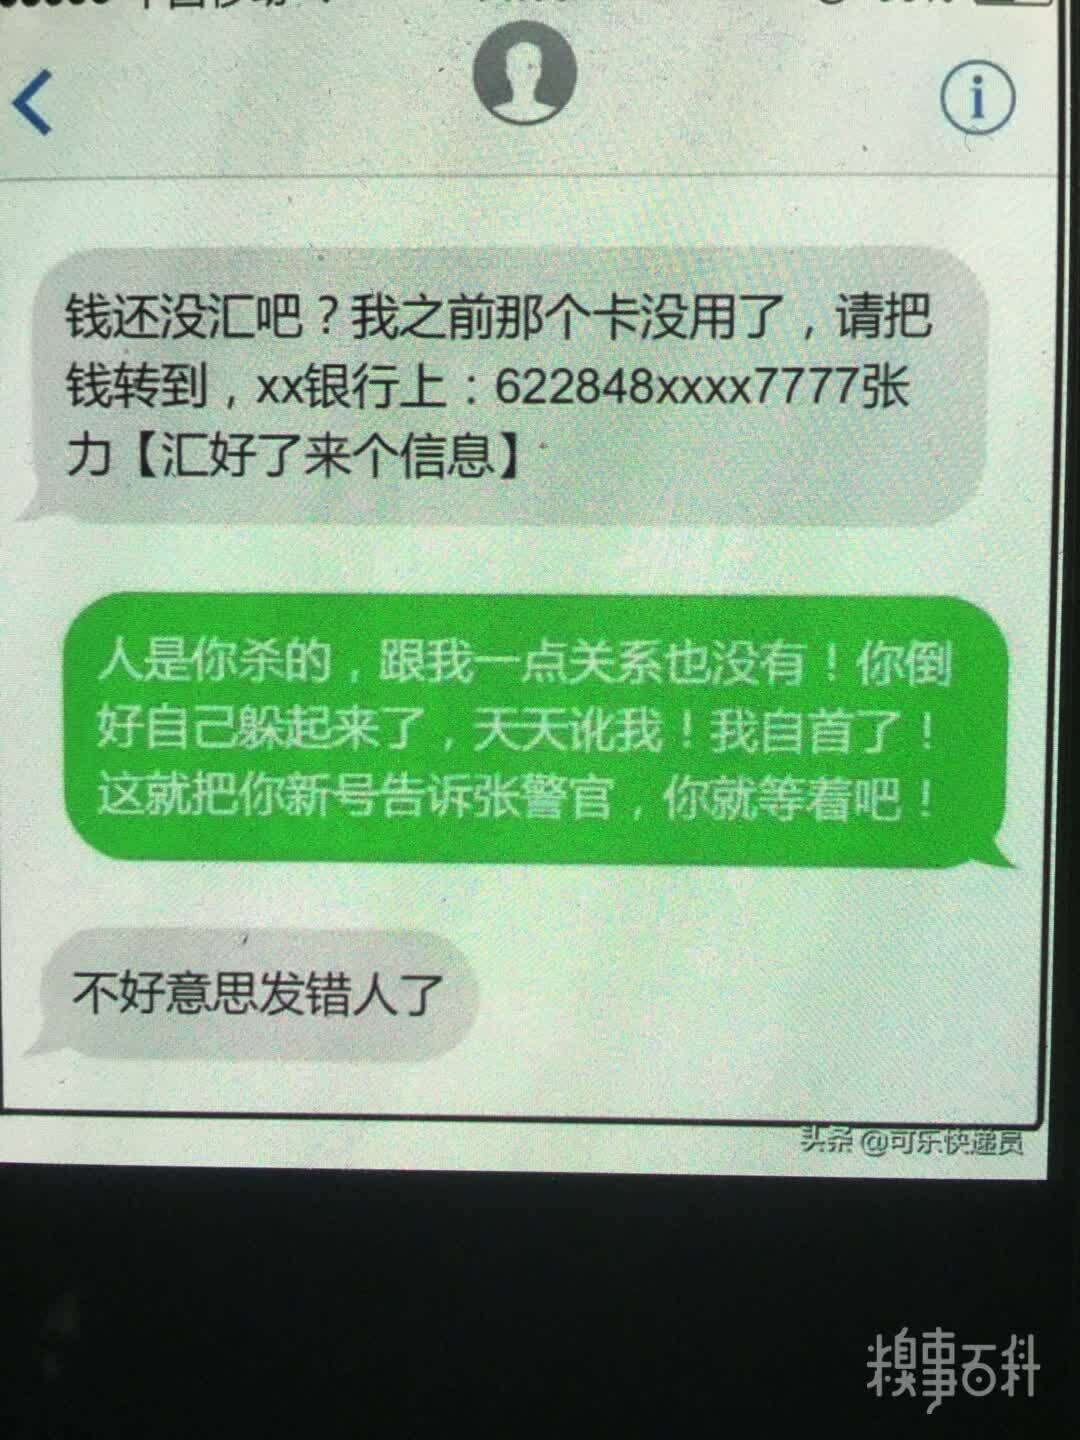 钱还没汇吧？我之前那个卡没用了，请把
钱转到，xx银行上：622848xxxx7777张
力【汇好了来个信息】
人是你杀的，跟我一点关系也没有！你倒
好自己躲起来了，天天讹我！我自首了！
这就把你新号告诉张警官，你就等着吧！
不好意思发错人了
头条 @可乐快递员
糗事百科